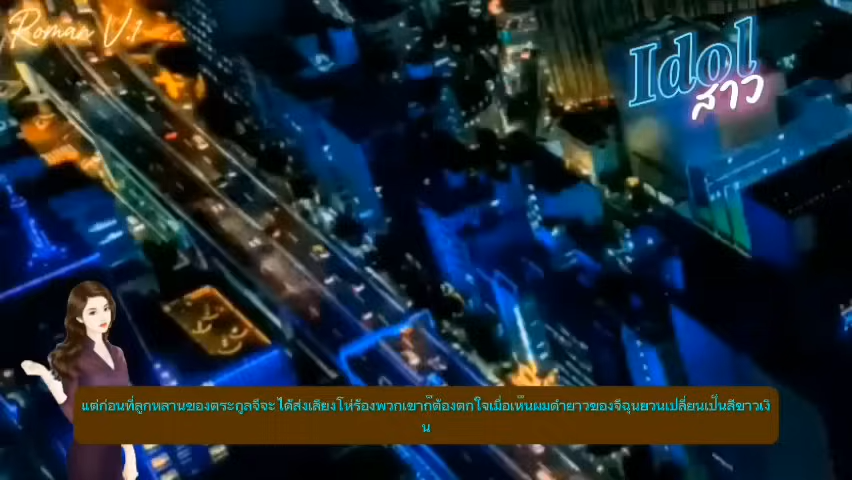 Roman V.1
Idol
สาว
แต่ก่อนที่ลูกหลานของตระกูลจีจะได้ส่งเสียงโห่ร้องพวกเขาก็ต้องตกใจเมื่อเห็นผมดำยาวของจีฉุนยวนเปลี่ยนเป็นสีขาวเงิ
น